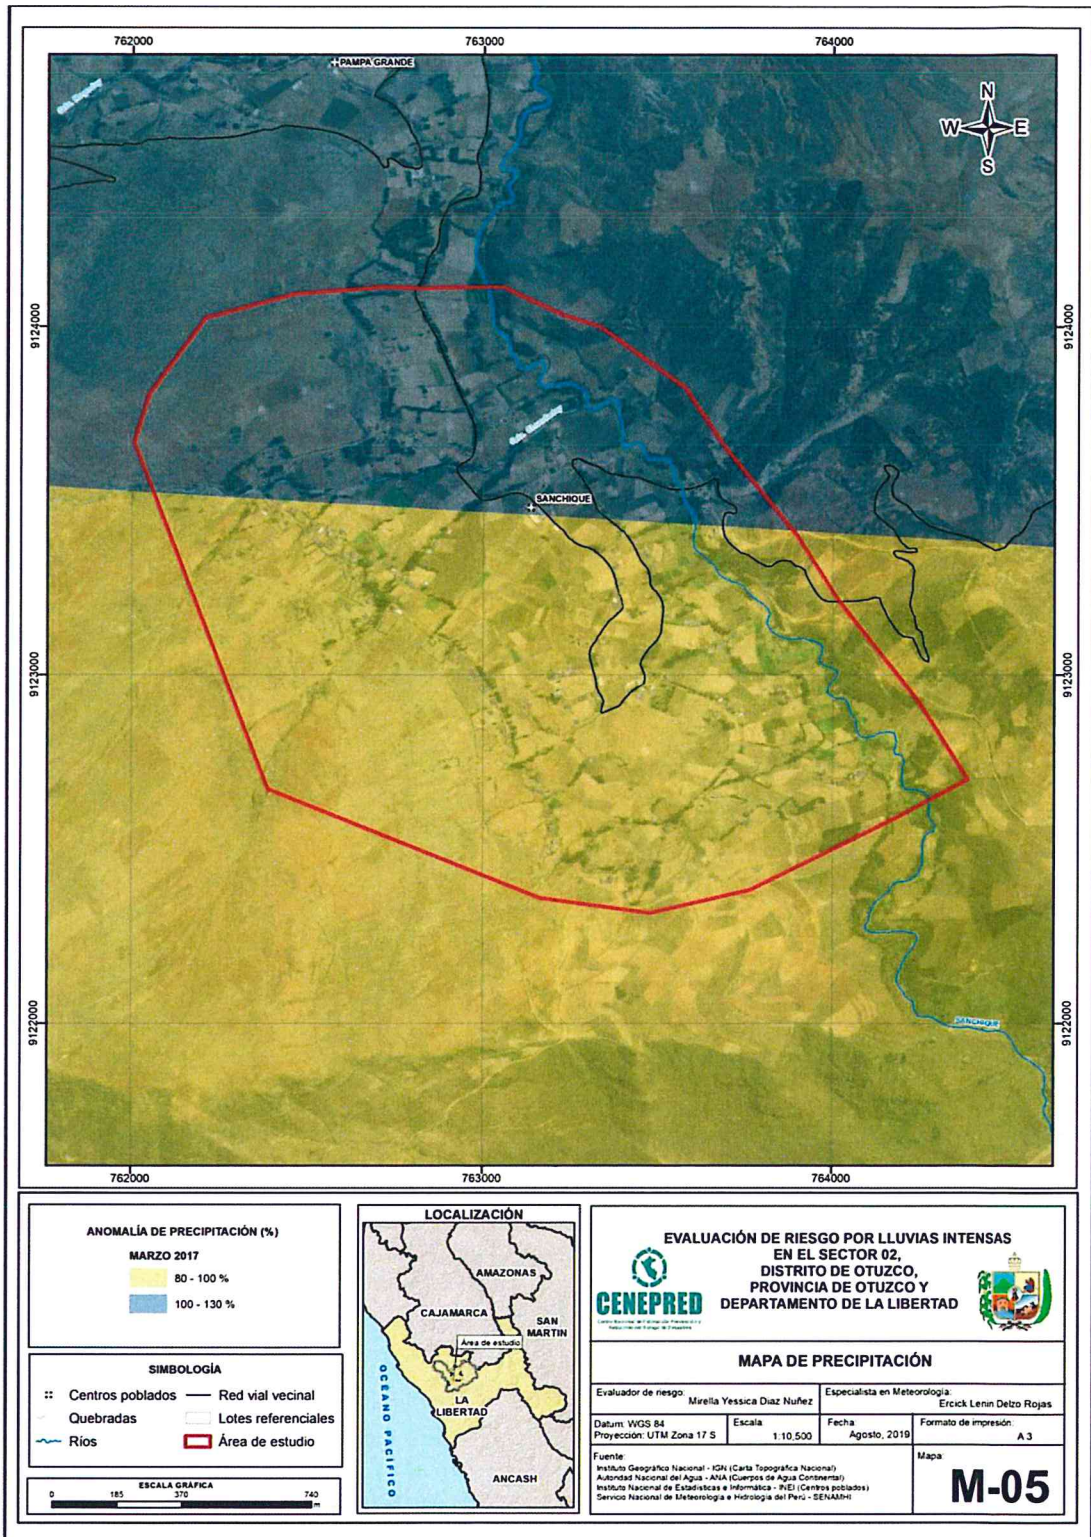 762000
763000
764000
PAMPA GRANDE
N
W
E
S
9124000
9124000
SANCHIQUE
9123000
9123000
9122000
9122000
SANCHIQUE
762000
763000
764000
ANOMALÍA DE PRECIPITACIÓN (%)
MARZO 2017
80 - 100 %
100 - 130 %
SIMBOLOGÍA
Centros poblados
Red vial vecinal
Quebradas
Lotes referenciales
Ríos
Área de estudio
ESCALA GRÁFICA
0 185 370 740
m
LOCALIZACIÓN
AMAZONAS
CAJAMARCA
SAN
MARTIN
Área de estudio
LA
LIBERTAD
OCÉANO PACÍFICO
ANCASH
CENEPRED
EVALUACIÓN DE RIESGO POR LLUVIAS INTENSAS
EN EL SECTOR 02,
DISTRITO DE OTUZCO,
PROVINCIA DE OTUZCO Y
DEPARTAMENTO DE LA LIBERTAD
MAPA DE PRECIPITACIÓN
Evaluador de riesgo:
Mirella Yessica Diaz Nuñez
Especialista en Meteorología:
Ercick Lenin Delzo Rojas
Datum: WGS 84
Proyección: UTM Zona 17 S
Escala
1:10,500
Fecha
Agosto, 2019
Formato de impresión:
A 3
Fuente:
Instituto Geográfico Nacional - IGN (Carta Topográfica Nacional)
Autoridad Nacional del Agua - ANA (Cuerpos de Agua Continental)
Instituto Nacional de Estadísticas e Informática - INEI (Centros poblados)
Servicio Nacional de Meteorología e Hidrología del Perú - SENAMHI
Mapa:
M-05